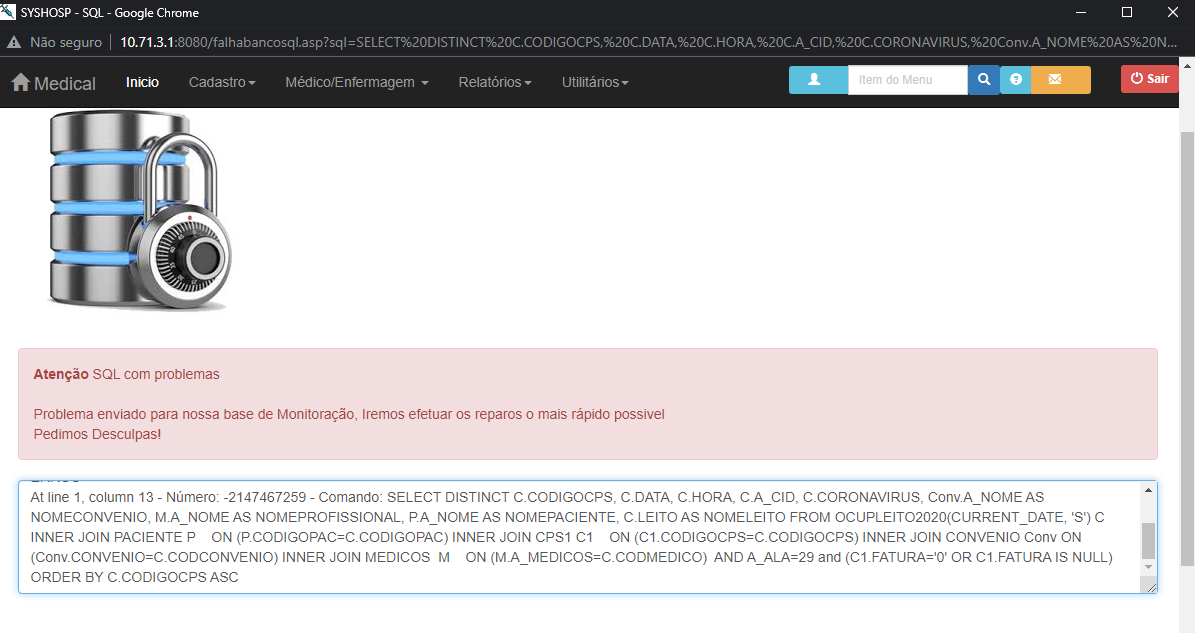 SYSHOSP - SQL - Google Chrome
Não seguro | 10.71.3.1:8080/falhabancosql.asp?sql=SELECT%20DISTINCT%20C.CODIGOCPS,%20C.DATA,%20C.HORA,%20C.A_CID,%20C.CORONAVIRUS,%20Conv.A_NOME%20AS%20N...
Medical Inicio Cadastro Médico/Enfermagem Relatórios Utilitários Item do Menu Sair
Atenção SQL com problemas
Problema enviado para nossa base de Monitoração, Iremos efetuar os reparos o mais rápido possivel
Pedimos Desculpas!
At line 1, column 13 - Número: -2147467259 - Comando: SELECT DISTINCT C.CODIGOCPS, C.DATA, C.HORA, C.A_CID, C.CORONAVIRUS, Conv.A_NOME AS
NOMECONVENIO, M.A_NOME AS NOMEPROFISSIONAL, P.A_NOME AS NOMEPACIENTE, C.LEITO AS NOMELEITO FROM OCUPLEITO2020(CURRENT_DATE, 'S') C
INNER JOIN PACIENTE P ON (P.CODIGOPAC=C.CODIGOPAC) INNER JOIN CPS1 C1 ON (C1.CODIGOCPS=C.CODIGOCPS) INNER JOIN CONVENIO Conv ON
(Conv.CONVENIO=C.CODCONVENIO) INNER JOIN MEDICOS M ON (M.A_MEDICOS=C.CODMEDICO) AND A_ALA=29 and (C1.FATURA='0' OR C1.FATURA IS NULL)
ORDER BY C.CODIGOCPS ASC